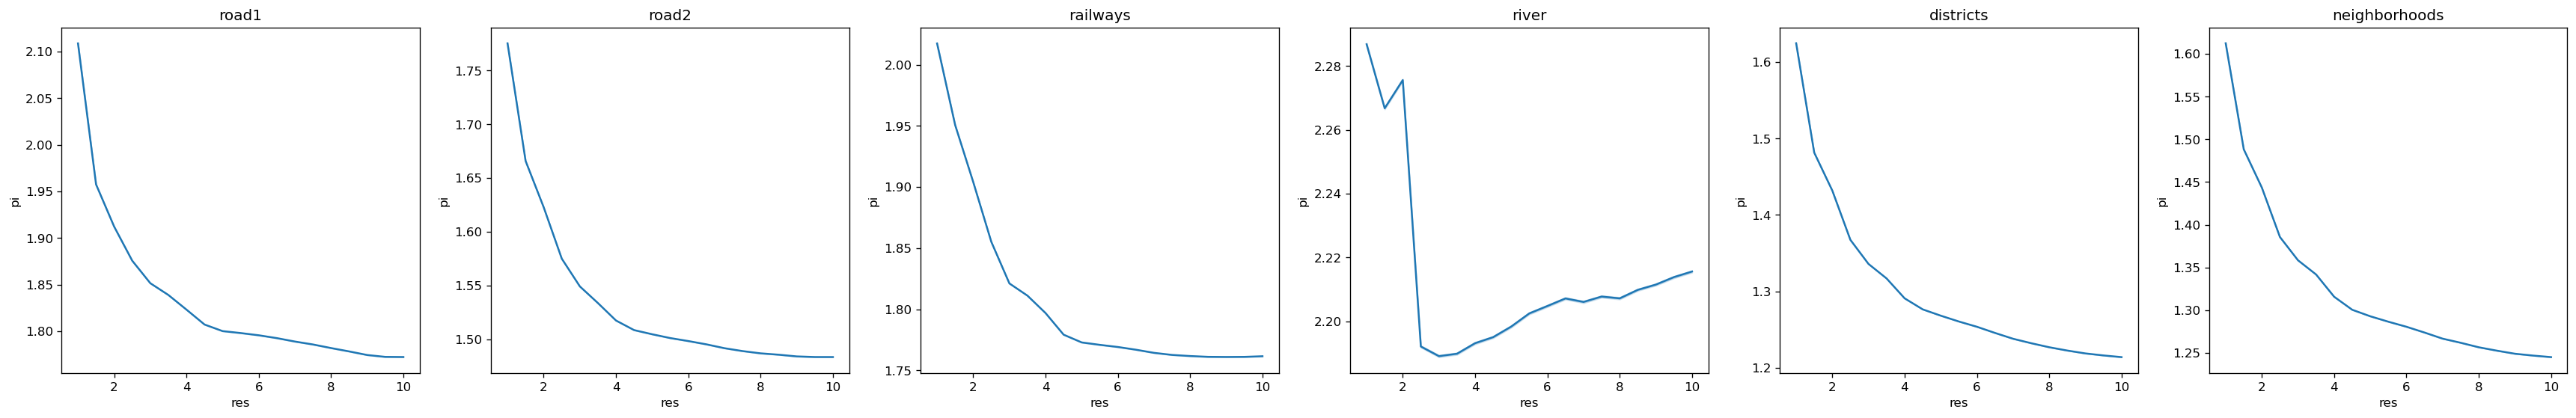 road1
2.10
2.05
2.00
1.95
1.90
1.85
1.80
pi
2 4 6 8 10
res
road2
1.75
1.70
1.65
1.60
1.55
1.50
pi
2 4 6 8 10
res
railways
2.00
1.95
1.90
1.85
1.80
1.75
pi
2 4 6 8 10
res
river
2.28
2.26
2.24
2.22
2.20
pi
2 4 6 8 10
res
districts
1.6
1.5
1.4
1.3
1.2
pi
2 4 6 8 10
res
neighborhoods
1.60
1.55
1.50
1.45
1.40
1.35
1.30
1.25
pi
2 4 6 8 10
res